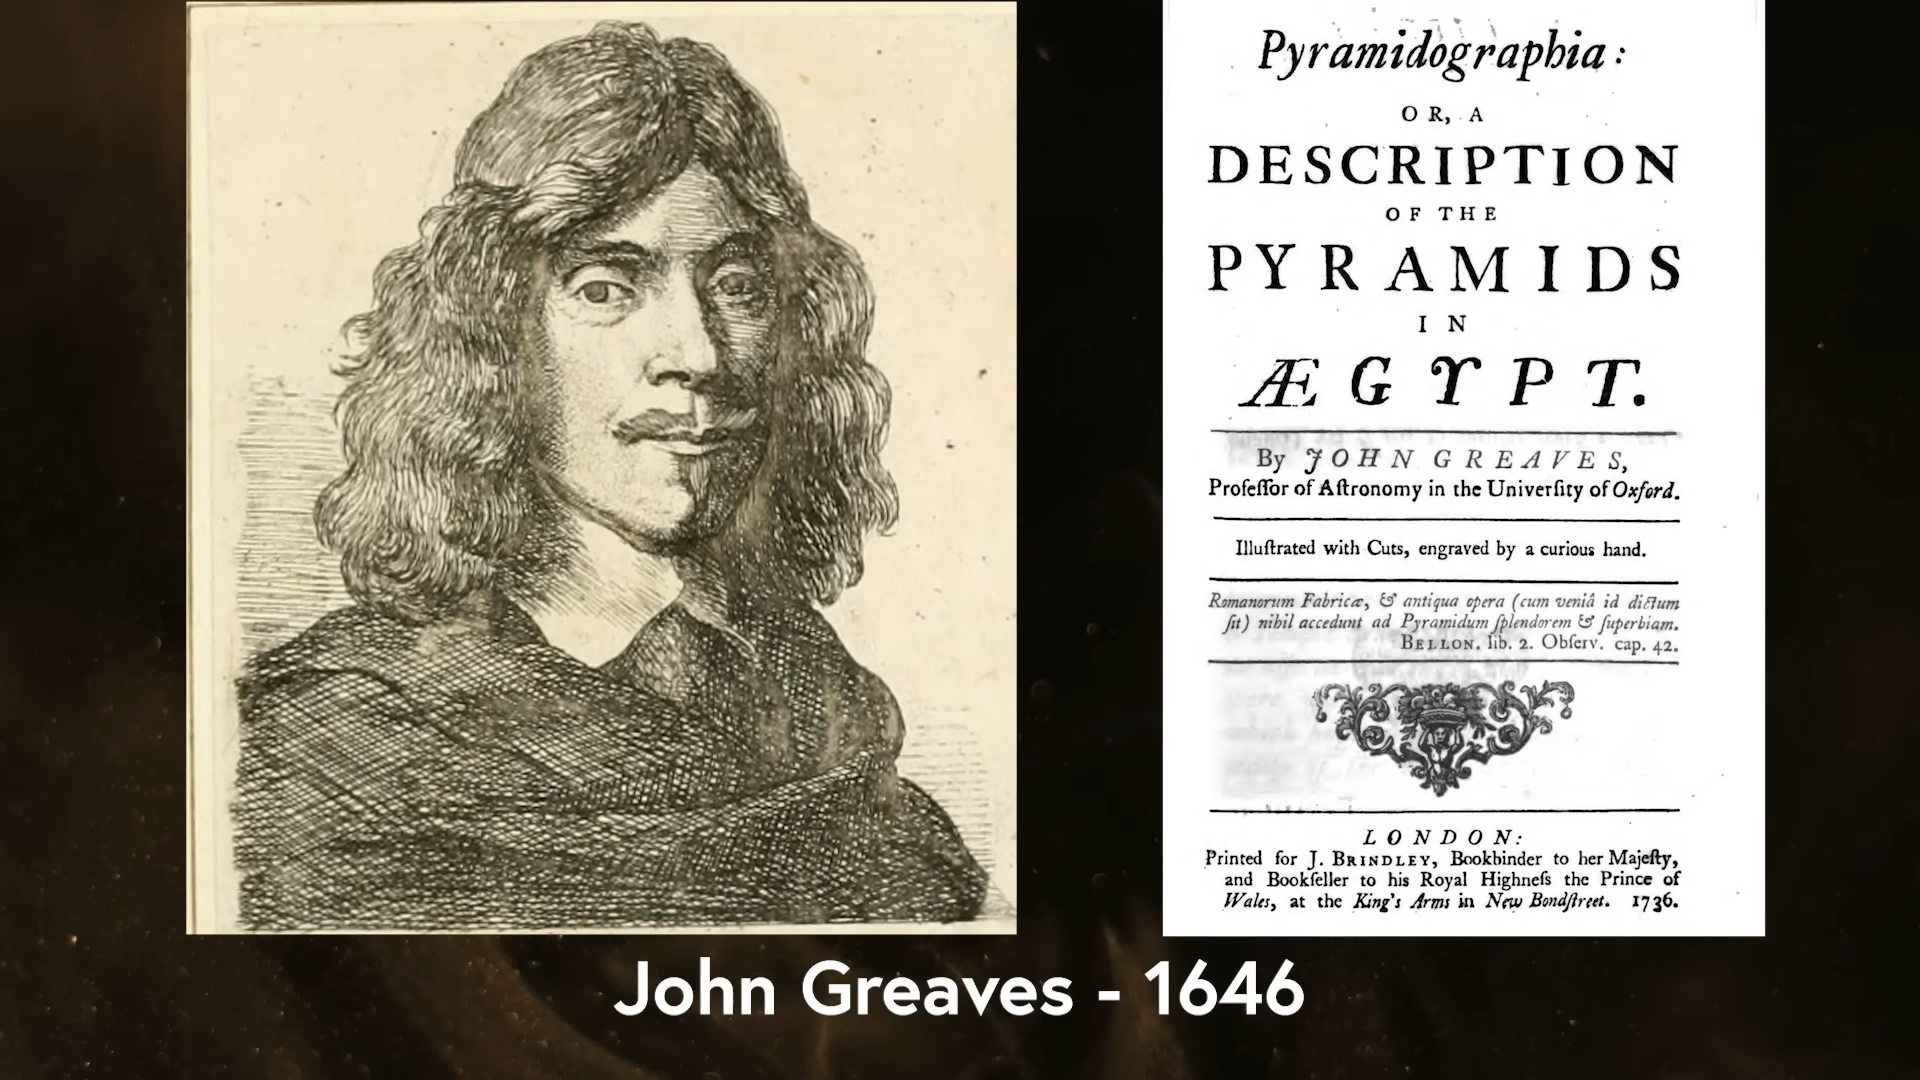 Pyramidographia:
OR, A
DESCRIPTION
OF THE
PYRAMIDS
IN
ÆGYPT.
By JOHN GREAVES,
Profeſſor of Aſtronomy in the Univerſity of Oxford.
Illuſtrated with Cuts, engraved by a curious hand.
Romanorum Fabricæ, & antiqua opera (cum veniâ id dictum
ſit) nihil accedunt ad Pyramidum ſplendorem & ſuperbiam.
BELLON. lib. 2. Obſerv. cap. 42.
LONDON:
Printed for J. BRINDLEY, Bookbinder to her Majeſty,
and Bookſeller to his Royal Highneſs the Prince of
Wales, at the King's Arms in New Bondſtreet. 1736.
John Greaves - 1646